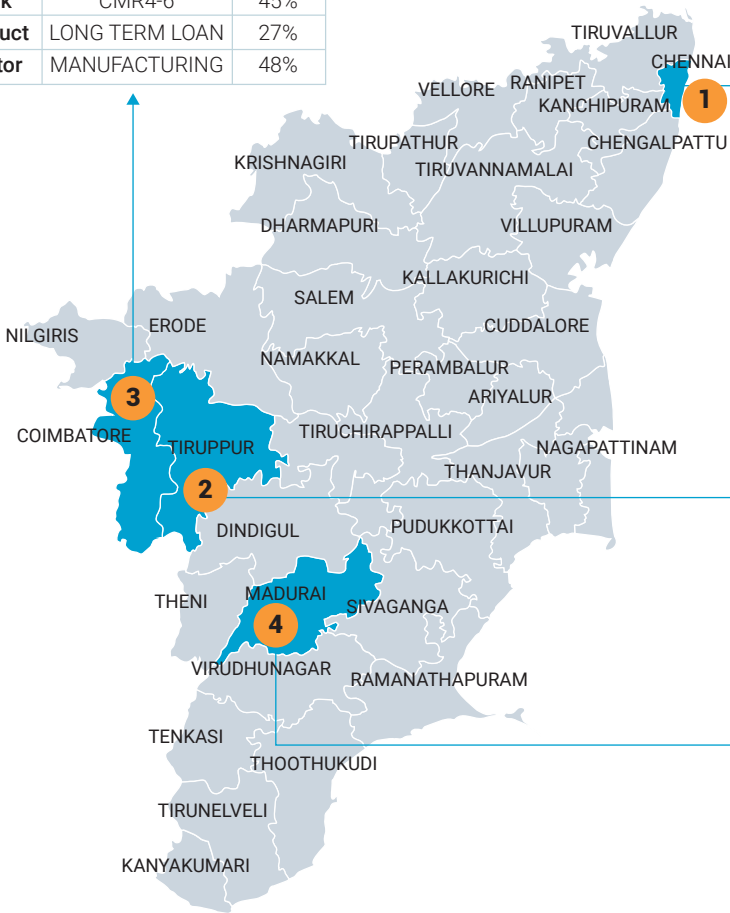 k CMR4-6 45%
uct LONG TERM LOAN 27%
tor MANUFACTURING 48%
TIRUVALLUR
CHENNAI
1
VELLORE
RANIPET
KANCHIPURAM
TIRUPATHUR
CHENGALPATTU
KRISHNAGIRI
TIRUVANNAMALAI
DHARMAPURI
VILLUPURAM
KALLAKURICHI
SALEM
NILGIRIS
ERODE
CUDDALORE
NAMAKKAL
PERAMBALUR
3
ARIYALUR
COIMBATORE
TIRUPPUR
TIRUCHIRAPPALLI
NAGAPATTINAM
THANJAVUR
2
DINDIGUL
PUDUKKOTTAI
THENI
MADURAI
SIVAGANGA
4
VIRUDHUNAGAR
RAMANATHAPURAM
TENKASI
THOOTHUKUDI
TIRUNELVELI
KANYAKUMARI